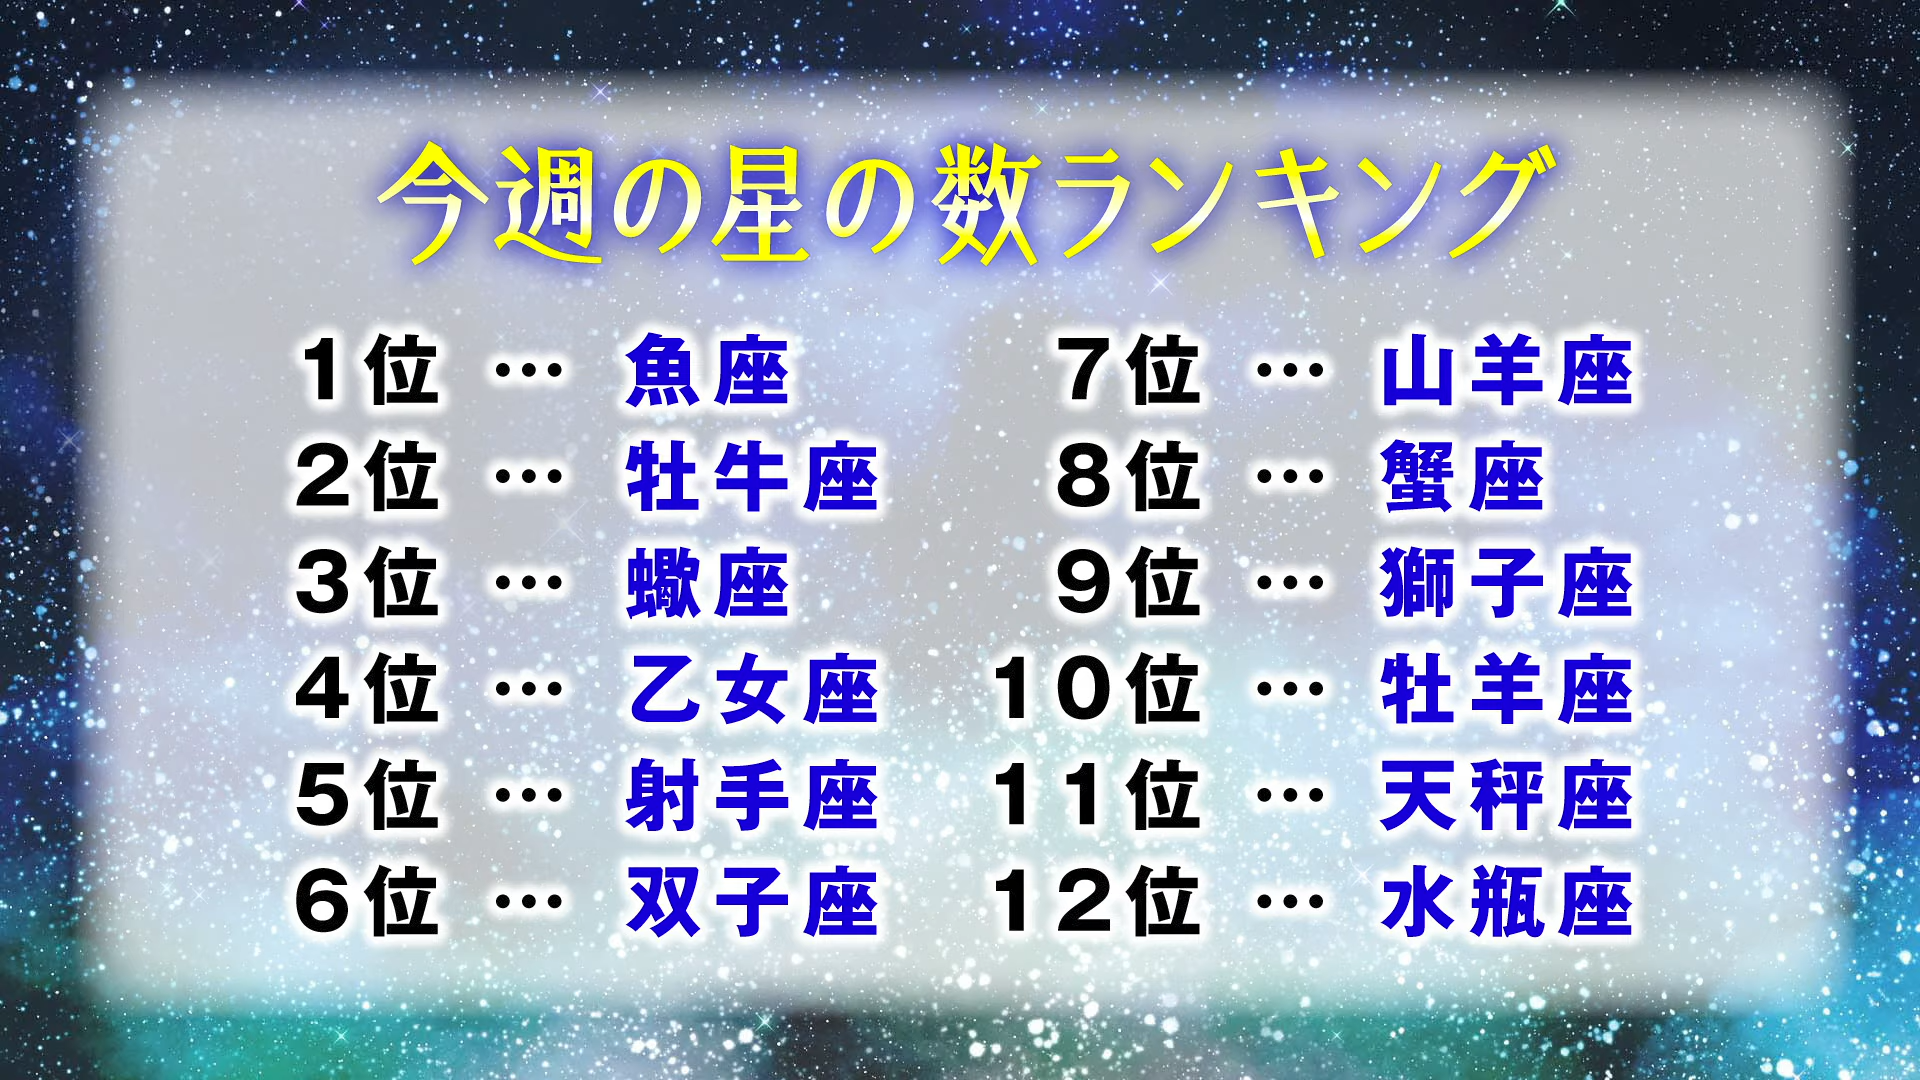 今週の星の数ランキング
1位 … 魚座
2位 … 牡牛座
3位 … 蠍座
4位 … 乙女座
5位 … 射手座
6位 … 双子座
7位 … 山羊座
8位 … 蟹座
9位 … 獅子座
10位 … 牡羊座
11位 … 天秤座
12位 … 水瓶座